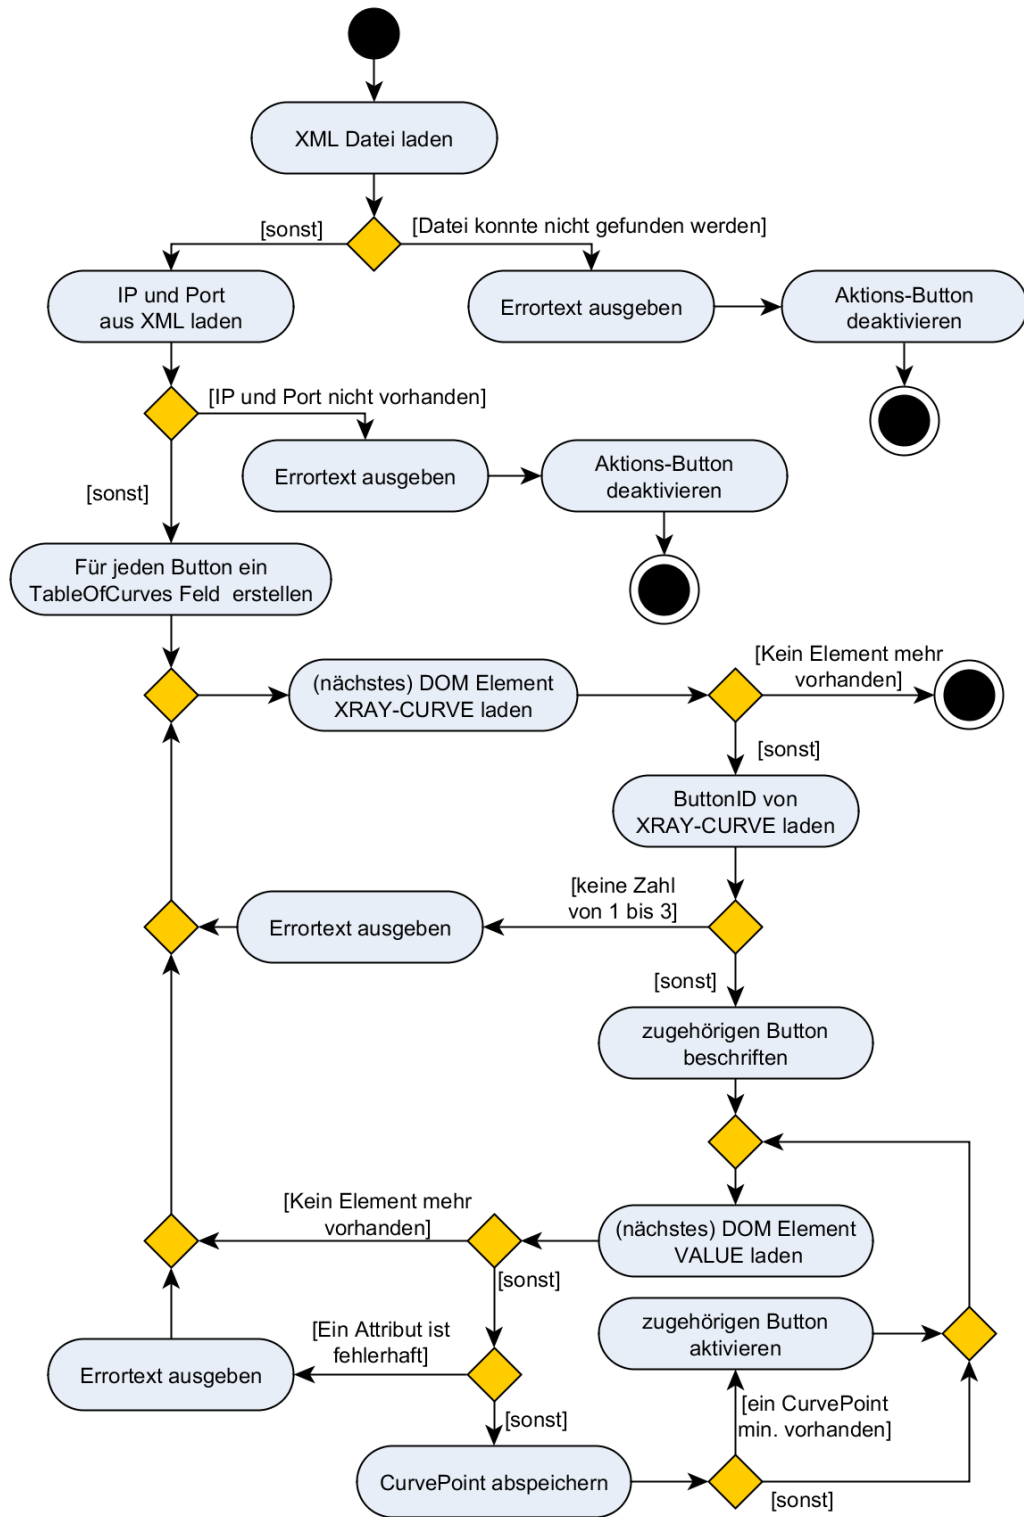 XML Datei laden
[sonst]
[Datei konnte nicht gefunden werden]
IP und Port
aus XML laden
Errortext ausgeben
Aktions-Button
deaktivieren
[IP und Port nicht vorhanden]
Errortext ausgeben
Aktions-Button
deaktivieren
[sonst]
Für jeden Button ein
TableOfCurves Feld erstellen
(nächstes) DOM Element
XRAY-CURVE laden
[Kein Element mehr
vorhanden]
[sonst]
ButtonID von
XRAY-CURVE laden
[keine Zahl
von 1 bis 3]
Errortext ausgeben
[sonst]
zugehörigen Button
beschriften
(nächstes) DOM Element
VALUE laden
[Kein Element mehr
vorhanden]
[sonst]
zugehörigen Button
aktivieren
[Ein Attribut ist
fehlerhaft]
Errortext ausgeben
[sonst]
[ein CurvePoint
min. vorhanden]
CurvePoint abspeichern
[sonst]